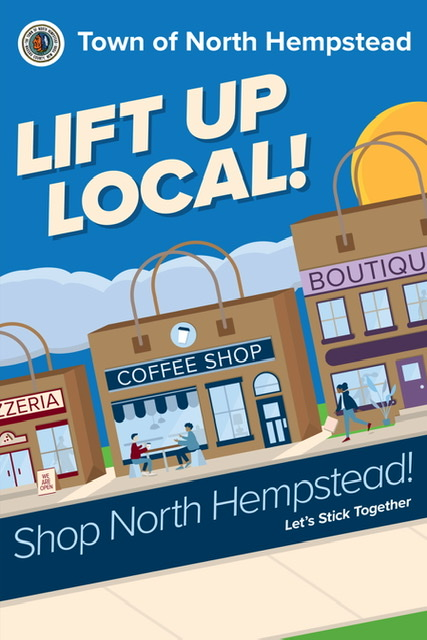 Town of North Hempstead
LIFT UP
LOCAL!
BOUTIQU
COFFEE SHOP
ZZERIA
WE
ARE
OPEN
Shop North Hempstead!
Let's Stick Together